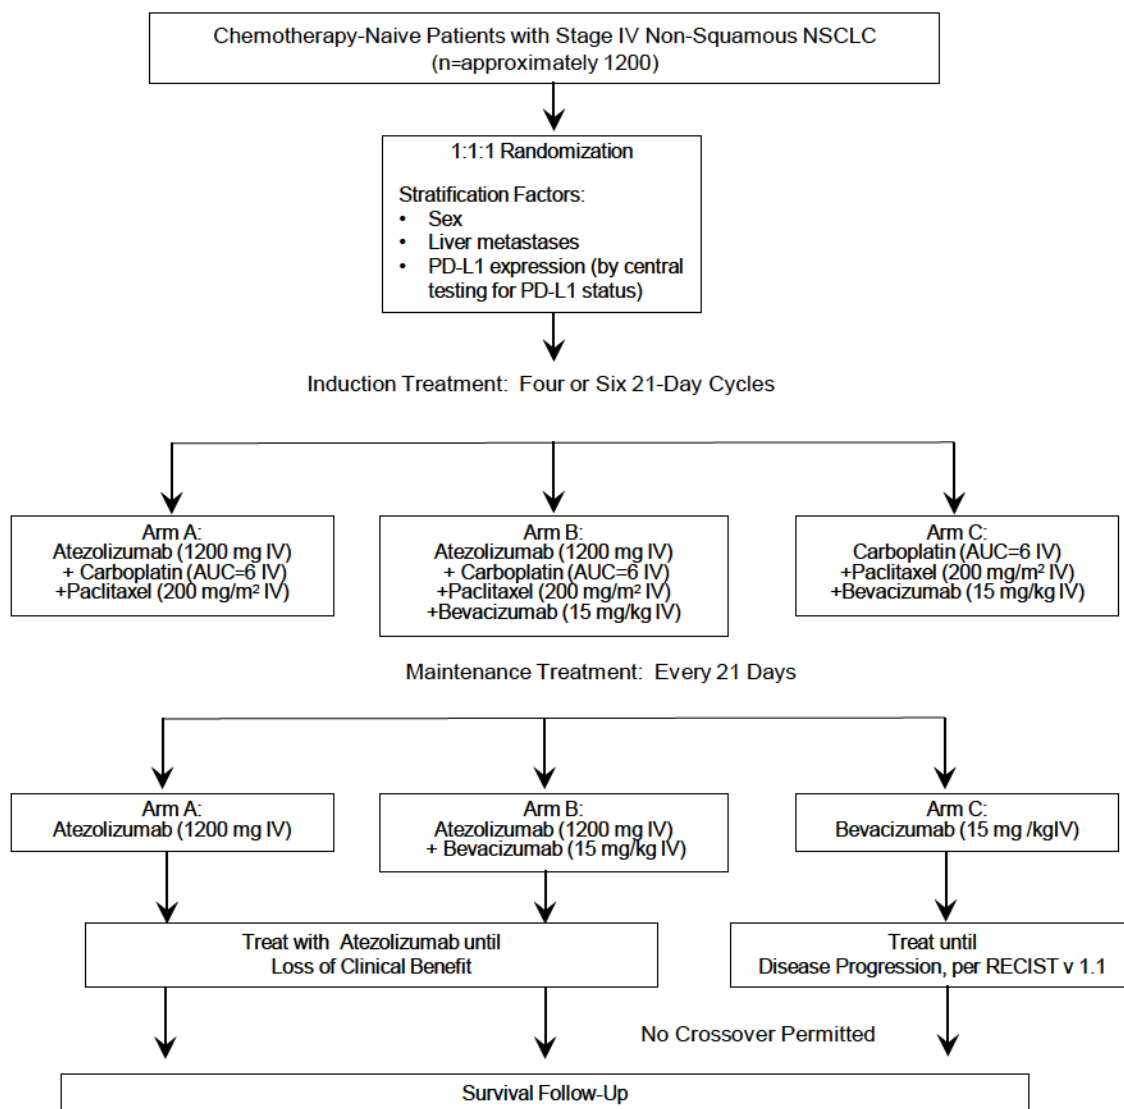 Chemotherapy-Naive Patients with Stage IV Non-Squamous NSCLC
(n=approximately 1200)
1:1:1 Randomization
Stratification Factors:
• Sex
• Liver metastases
• PD-L1 expression (by central
testing for PD-L1 status)
Induction Treatment: Four or Six 21-Day Cycles
Arm A:
Atezolizumab (1200 mg IV)
+ Carboplatin (AUC=6 IV)
+Paclitaxel (200 mg/m² IV)
Arm B:
Atezolizumab (1200 mg IV)
+ Carboplatin (AUC=6 IV)
+Paclitaxel (200 mg/m² IV)
+Bevacizumab (15 mg/kg IV)
Arm C:
Carboplatin (AUC=6 IV)
+Paclitaxel (200 mg/m² IV)
+Bevacizumab (15 mg/kg IV)
Maintenance Treatment: Every 21 Days
Arm A:
Atezolizumab (1200 mg IV)
Arm B:
Atezolizumab (1200 mg IV)
+ Bevacizumab (15 mg/kg IV)
Arm C:
Bevacizumab (15 mg /kgIV)
Treat with Atezolizumab until
Loss of Clinical Benefit
Treat until
Disease Progression, per RECIST v 1.1
No Crossover Permitted
Survival Follow-Up